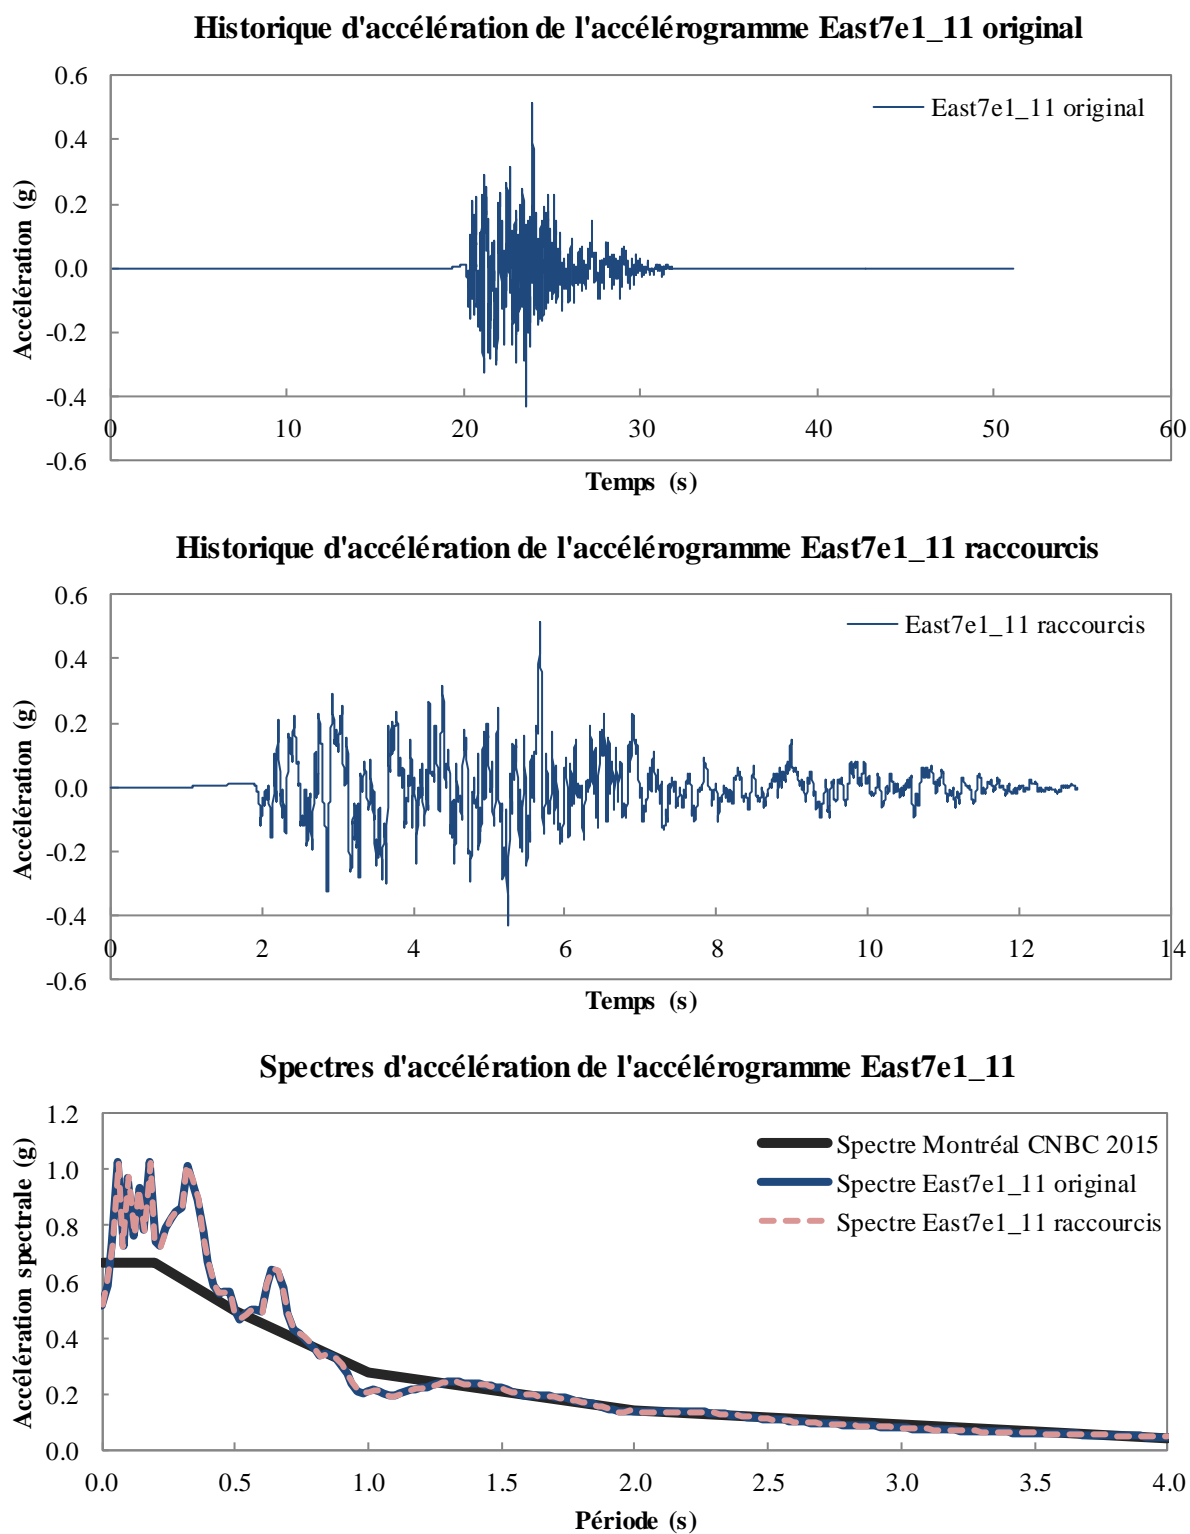 Historique d'accélération de l'accélérogramme East7e1_11 original
0.6
East7e1_11 original
0.4
0.2
0.0
-0.2
-0.4
-0.6
Accélération (g)
0 10 20 30 40 50 60
Temps (s)
Historique d'accélération de l'accélérogramme East7e1_11 raccourcis
0.6
East7e1_11 raccourcis
0.4
0.2
0.0
-0.2
-0.4
-0.6
Accélération (g)
0 2 4 6 8 10 12 14
Temps (s)
Spectres d'accélération de l'accélérogramme East7e1_11
1.2
1.0
0.8
0.6
0.4
0.2
0.0
Accélération spectrale (g)
Spectre Montréal CNBC 2015
Spectre East7e1_11 original
Spectre East7e1_11 raccourcis
0.0 0.5 1.0 1.5 2.0 2.5 3.0 3.5 4.0
Période (s)